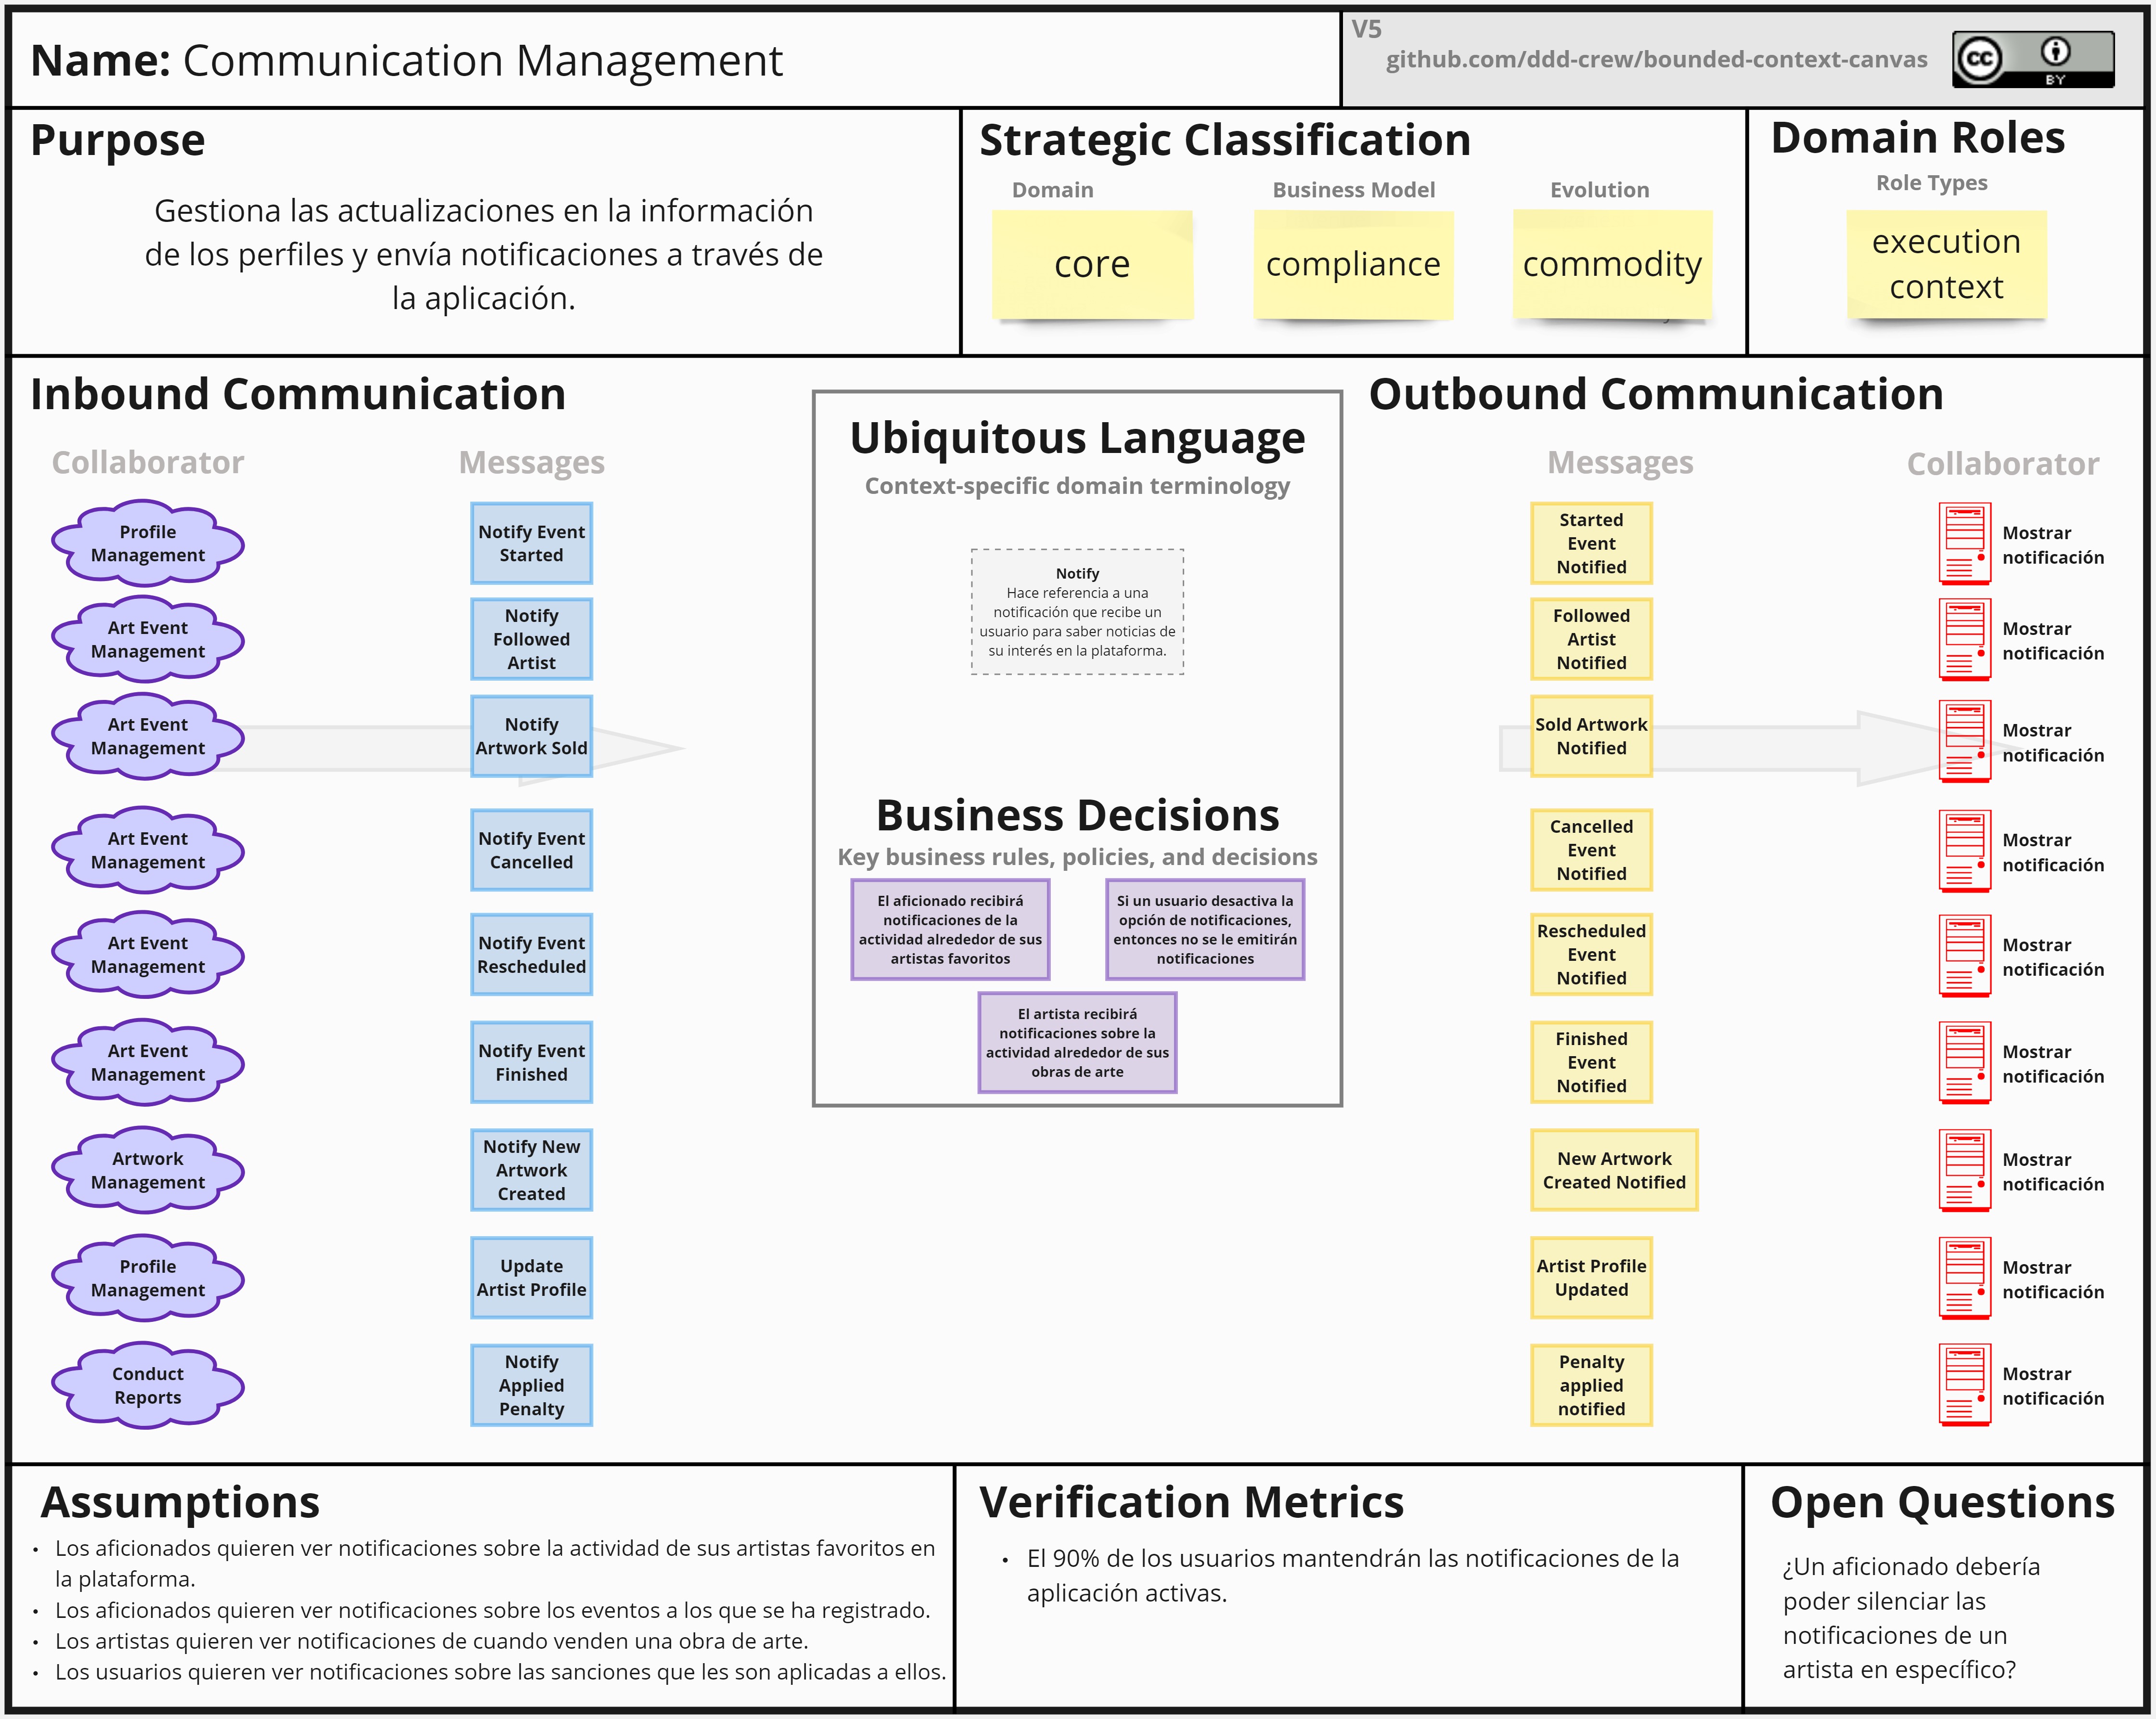 Name: Communication Management
V5
github.com/ddd-crew/bounded-context-canvas
cc
BY
Purpose
Gestiona las actualizaciones en la información
de los perfiles y envía notificaciones a través de
la aplicación.
Strategic Classification
Domain
Business Model
Evolution
core
compliance
commodity
Domain Roles
Role Types
execution
context
Inbound Communication
Collaborator
Messages
Profile
Management
Notify Event
Started
Art Event
Management
Notify
Followed
Artist
Art Event
Management
Notify
Artwork Sold
Art Event
Management
Notify Event
Cancelled
Art Event
Management
Notify Event
Rescheduled
Art Event
Management
Notify Event
Finished
Artwork
Management
Notify New
Artwork
Created
Profile
Management
Update
Artist Profile
Conduct
Reports
Notify
Applied
Penalty
Ubiquitous Language
Context-specific domain terminology
Notify
Hace referencia a una
notificación que recibe un
usuario para saber noticias de
su interés en la plataforma.
Business Decisions
Key business rules, policies, and decisions
El aficionado recibirá
notificaciones de la
actividad alrededor de sus
artistas favoritos
Si un usuario desactiva la
opción de notificaciones,
entonces no se le emitirán
notificaciones
El artista recibirá
notificaciones sobre la
actividad alrededor de sus
obras de arte
Outbound Communication
Messages
Collaborator
Started
Event
Notified
Mostrar
notificación
Followed
Artist
Notified
Mostrar
notificación
Sold Artwork
Notified
Mostrar
notificación
Cancelled
Event
Notified
Mostrar
notificación
Rescheduled
Event
Notified
Mostrar
notificación
Finished
Event
Notified
Mostrar
notificación
New Artwork
Created Notified
Mostrar
notificación
Artist Profile
Updated
Mostrar
notificación
Penalty
applied
notified
Mostrar
notificación
Assumptions
• Los aficionados quieren ver notificaciones sobre la actividad de sus artistas favoritos en
la plataforma.
• Los aficionados quieren ver notificaciones sobre los eventos a los que se ha registrado.
• Los artistas quieren ver notificaciones de cuando venden una obra de arte.
• Los usuarios quieren ver notificaciones sobre las sanciones que les son aplicadas a ellos.
Verification Metrics
• El 90% de los usuarios mantendrán las notificaciones de la
aplicación activas.
Open Questions
¿Un aficionado debería
poder silenciar las
notificaciones de un
artista en específico?